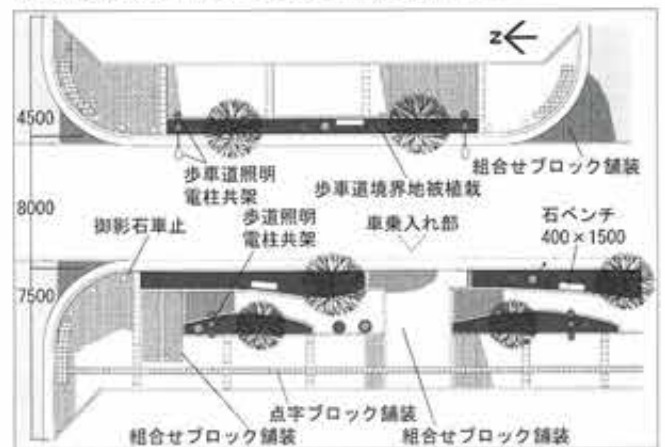 z
4500
組合せブロック舗装
歩車道照明
電柱共架
歩車道境界地被植栽
8000
御影石車止
歩道照明
電柱共架
車乗入れ部
石ベンチ
400×1500
7500
点字ブロック舗装
組合せブロック舗装
組合せブロック舗装